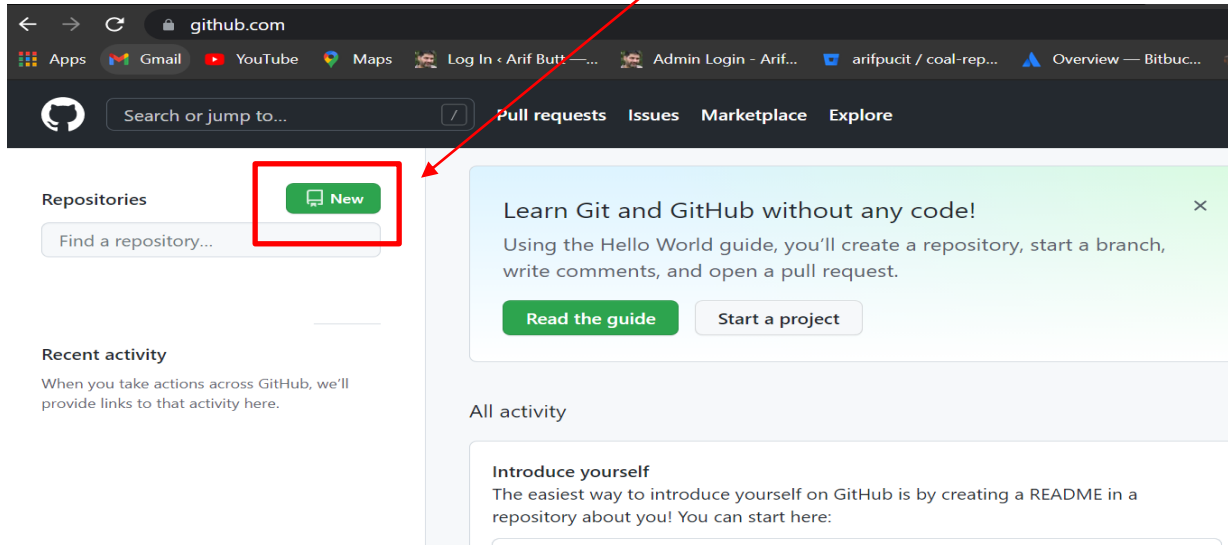 github.com
Apps Gmail YouTube Maps Log In ‹ Arif Butt —... Admin Login - Arif... arifpucit / coal-rep... Overview — Bitbuc...
Search or jump to... / Pull requests Issues Marketplace Explore
Repositories New
Find a repository...
Recent activity
When you take actions across GitHub, we'll
provide links to that activity here.
Learn Git and GitHub without any code!
Using the Hello World guide, you'll create a repository, start a branch,
write comments, and open a pull request.
Read the guide Start a project
All activity
Introduce yourself
The easiest way to introduce yourself on GitHub is by creating a README in a
repository about you! You can start here: